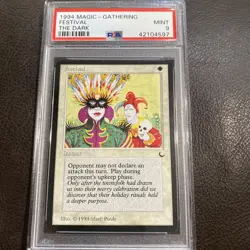 1994 MAGIC - GATHERING
FESTIVAL
THE DARK
MINT
9
PSA
42104597
Festival
Instant
Opponent may not declare an
attack this turn. Play during
opponent's upkeep phase.
Only after the townsfolk had drawn
us into their merry celebration did we
discover that their holiday rituals held
a deeper purpose.
Illus. © 1994 Mark Poole